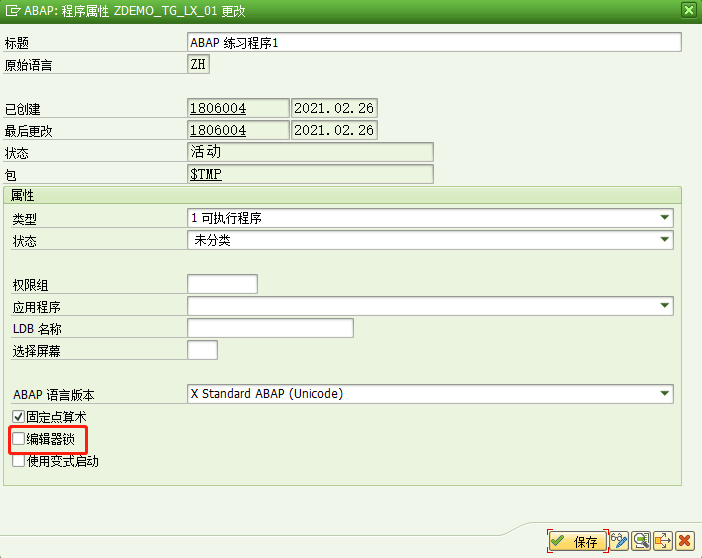 ABAP: 程序属性 ZDEMO_TG_LX_01 更改
标题 ABAP 练习程序1
原始语言 ZH
已创建 1806004 2021.02.26
最后更改 1806004 2021.02.26
状态 活动
包 $TMP
属性
类型 1 可执行程序
状态 未分类
权限组
应用程序
LDB 名称
选择屏幕
ABAP 语言版本 X Standard ABAP (Unicode)
固定点算术
编辑器锁
使用变式启动
保存